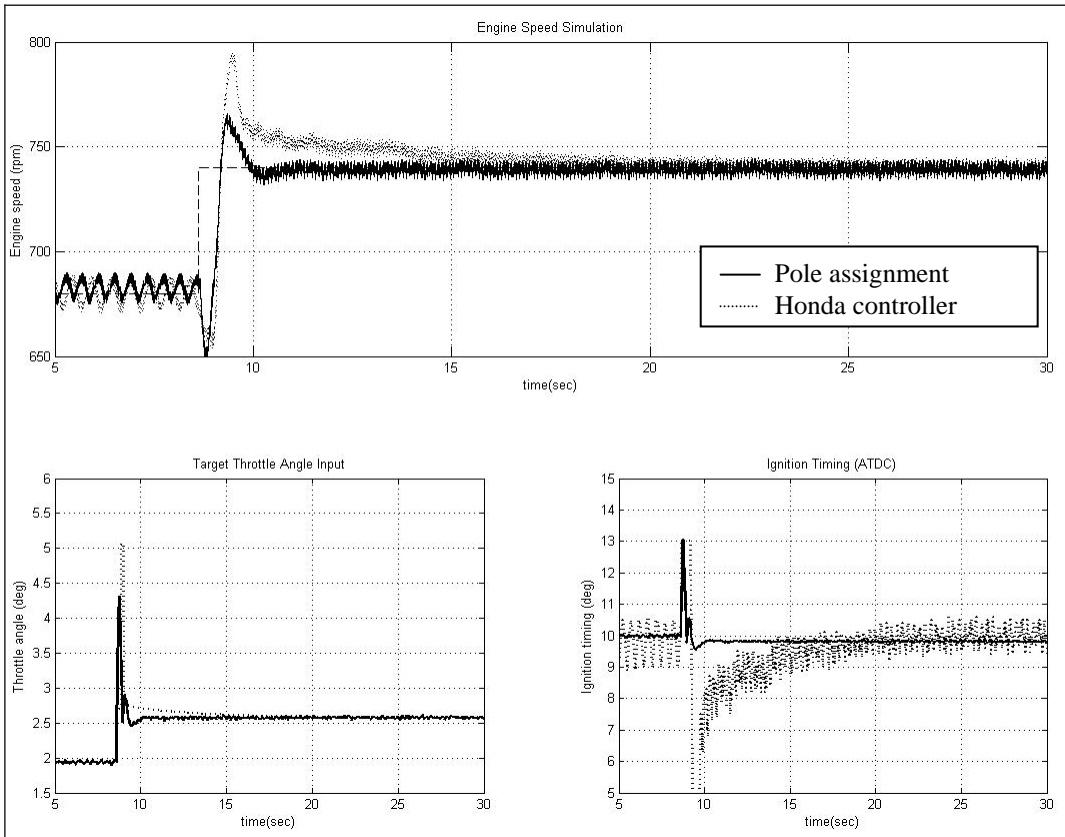 Engine Speed Simulation
800
750
700
650
Engine speed (rpm)
5 10 15 20 25 30
time(sec)
Pole assignment
Honda controller
Target Throttle Angle Input
6
5.5
5
4.5
4
3.5
3
2.5
2
1.5
Throttle angle (deg)
5 10 15 20 25 30
time(sec)
Ignition Timing (ATDC)
15
14
13
12
11
10
9
8
7
6
5
Ignition timing (deg)
5 10 15 20 25 30
time(sec)